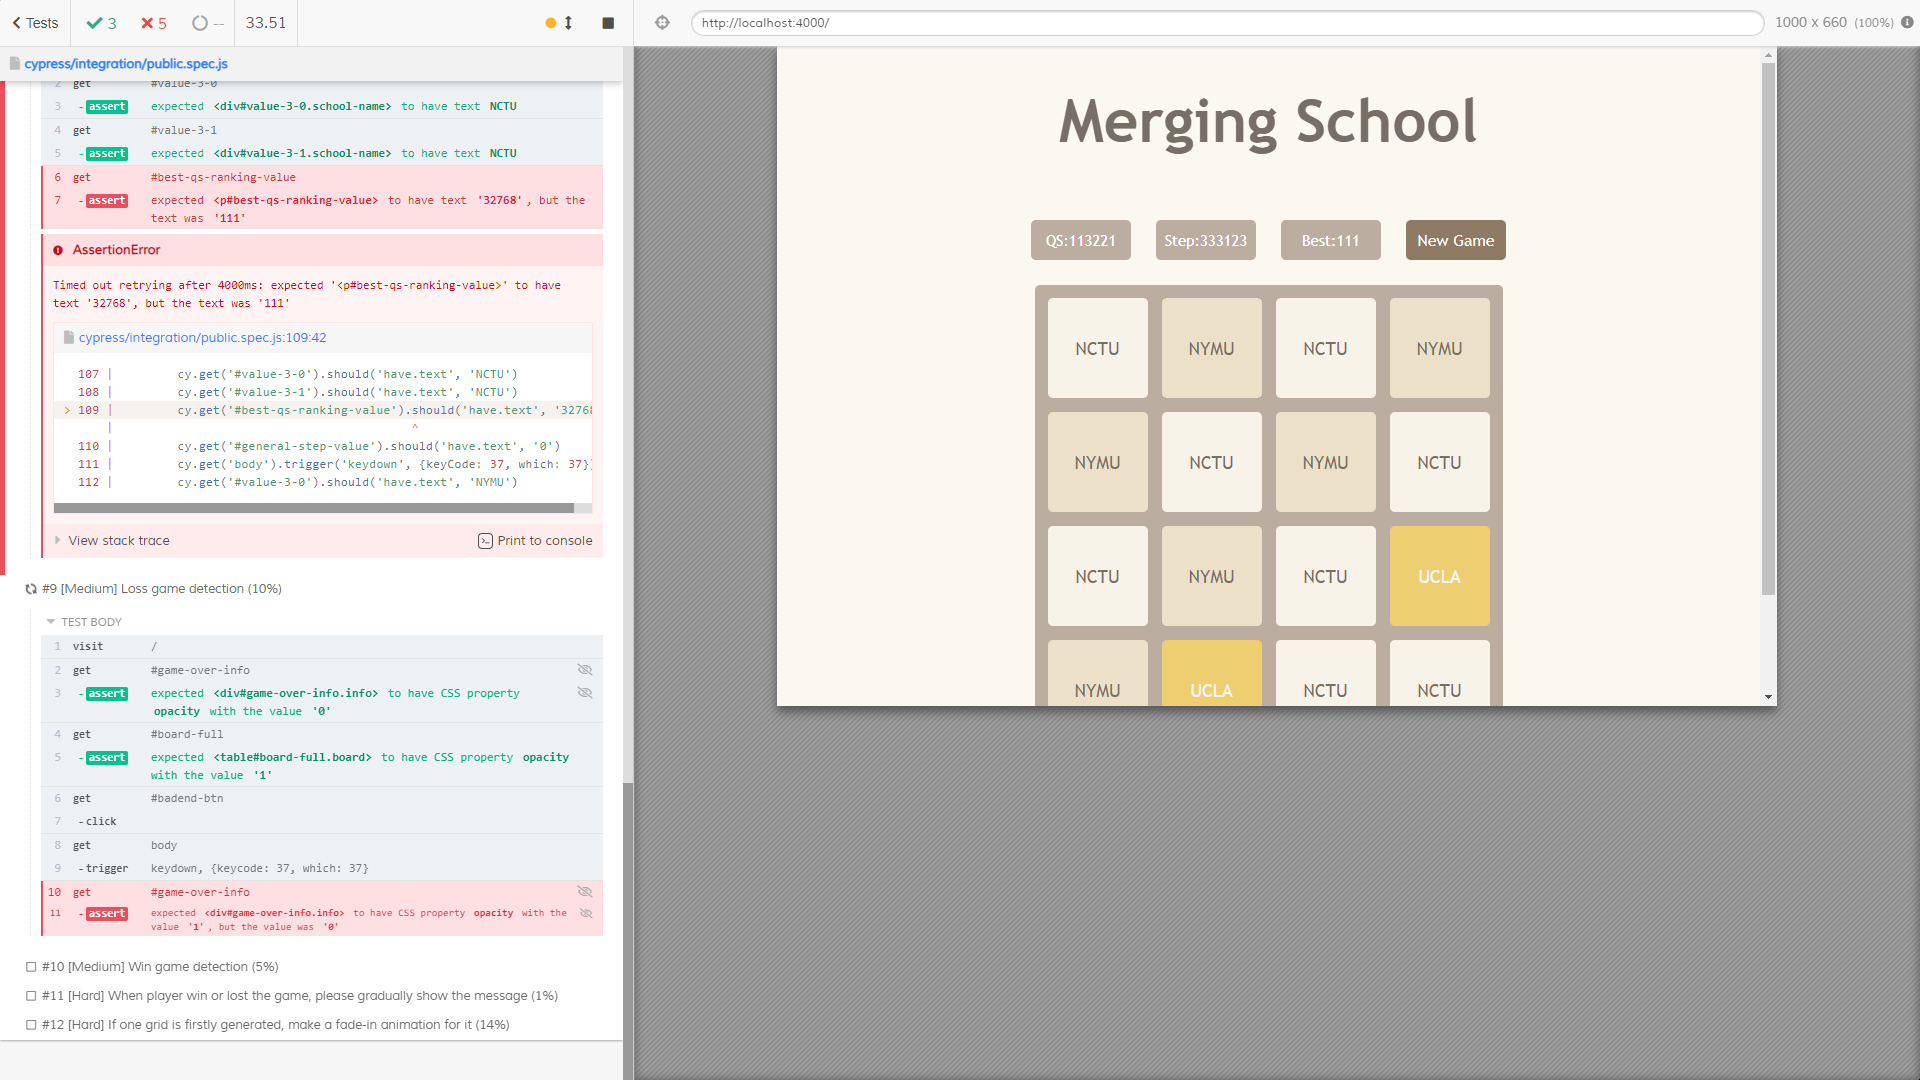 Tests
3
5
--
33.51
http://localhost:4000/
1000 x 660 (100%)
cypress/integration/public.spec.js
2 get #value-3-0
3 -assert expected <div#value-3-0.school-name> to have text NCTU
4 get #value-3-1
5 -assert expected <div#value-3-1.school-name> to have text NCTU
6 get #best-qs-ranking-value
7 -assert expected <p#best-qs-ranking-value> to have text '32768', but the
text was '111'
AssertionError
Timed out retrying after 4000ms: expected '<p#best-qs-ranking-value>' to have
text '32768', but the text was '111'
cypress/integration/public.spec.js:109:42
107 | cy.get('#value-3-0').should('have.text', 'NCTU')
108 | cy.get('#value-3-1').should('have.text', 'NCTU')
> 109 | cy.get('#best-qs-ranking-value').should('have.text', '3276
| ^
110 | cy.get('#general-step-value').should('have.text', '0')
111 | cy.get('body').trigger('keydown', {keyCode: 37, which: 37}
112 | cy.get('#value-3-0').should('have.text', 'NYMU')
View stack trace
Print to console
#9 [Medium] Loss game detection (10%)
TEST BODY
1 visit /
2 get #game-over-info
3 -assert expected <div#game-over-info.info> to have CSS property
opacity with the value '0'
4 get #board-full
5 -assert expected <table#board-full.board> to have CSS property opacity
with the value '1'
6 get #badend-btn
7 -click
8 get body
9 -trigger keydown, {keycode: 37, which: 37}
10 get #game-over-info
11 -assert expected <div#game-over-info.info> to have CSS property opacity with the
value '1', but the value was '0'
#10 [Medium] Win game detection (5%)
#11 [Hard] When player win or lost the game, please gradually show the message (1%)
#12 [Hard] If one grid is firstly generated, make a fade-in animation for it (14%)
Merging School
QS:113221
Step:333123
Best:111
New Game
NCTU NYMU NCTU NYMU
NYMU NCTU NYMU NCTU
NCTU NYMU NCTU UCLA
NYMU UCLA NCTU NCTU